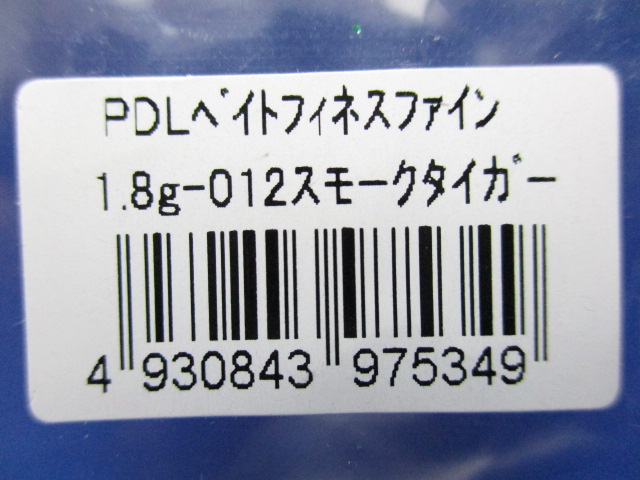 PDLﾍﾞｲﾄﾌｨﾈｽﾌｧｲﾝ
1.8g-012ｽﾓｰｸﾀｲｶﾞｰ
4 930843 975349